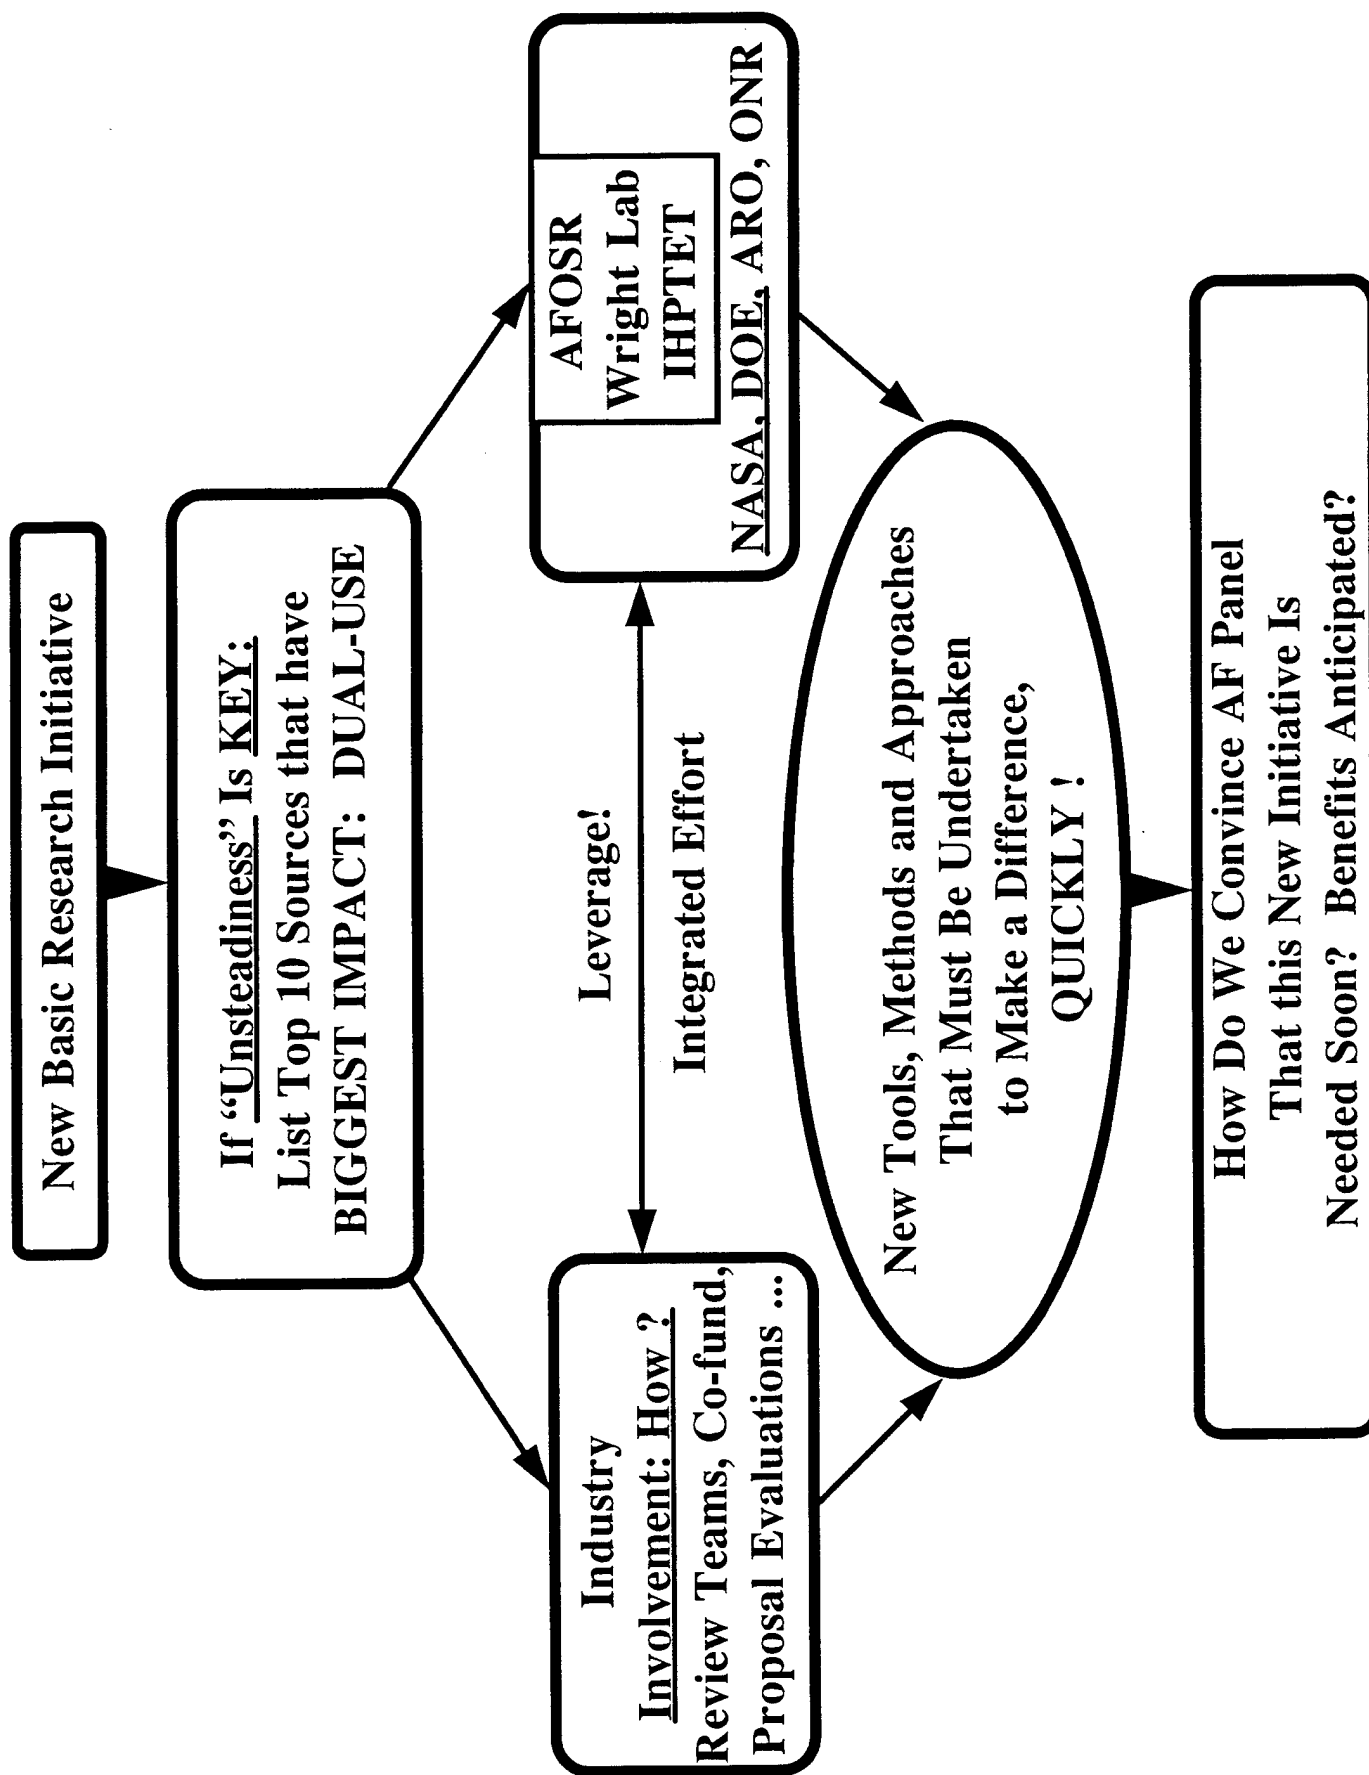 New Basic Research Initiative
If “Unsteadiness” Is KEY:
List Top 10 Sources that have
BIGGEST IMPACT: DUAL-USE
Industry
Involvement: How ?
Review Teams, Co-fund,
Proposal Evaluations ...
Leverage!
Integrated Effort
AFOSR
Wright Lab
IHPTET
NASA, DOE, ARO, ONR
New Tools, Methods and Approaches
That Must Be Undertaken
to Make a Difference,
QUICKLY !
How Do We Convince AF Panel
That this New Initiative Is
Needed Soon? Benefits Anticipated?